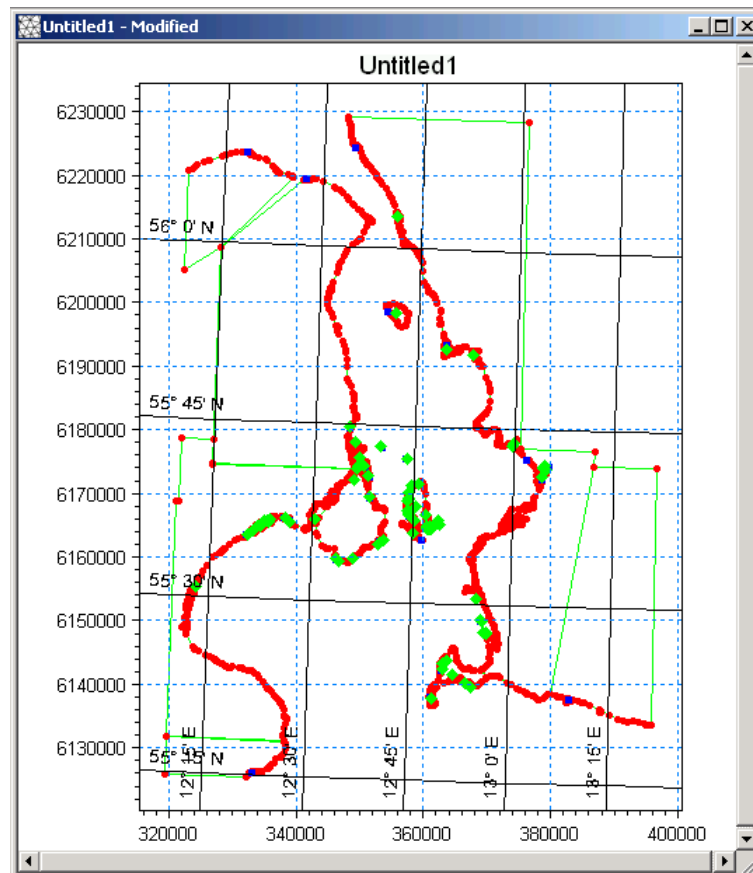 Untitled1 - Modified
Untitled1
6230000
6220000
6210000
6200000
6190000
6180000
6170000
6160000
6150000
6140000
6130000
56° 0' N
55° 45' N
55° 30' N
55° 15' N
12° 15' E
12° 30' E
12° 45' E
13° 0' E
13° 15' E
320000
340000
360000
380000
400000